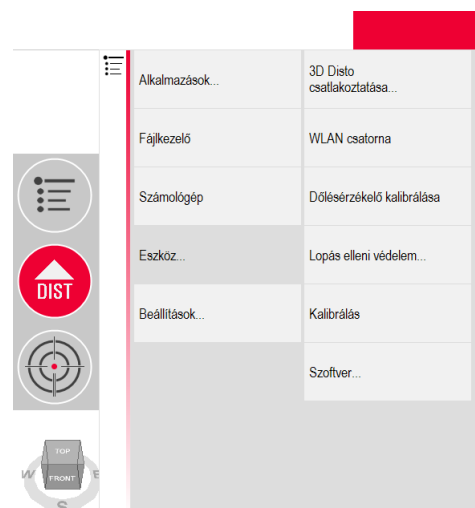 Alkalmazások...
Fájlkezelő
Számológép
Eszköz...
Beállítások...
3D Disto
csatlakoztatása...
WLAN csatorna
Dőlésérzékelő kalibrálása
Lopás elleni védelem...
Kalibrálás
Szoftver...
DIST
TOP
W FRONT E
S